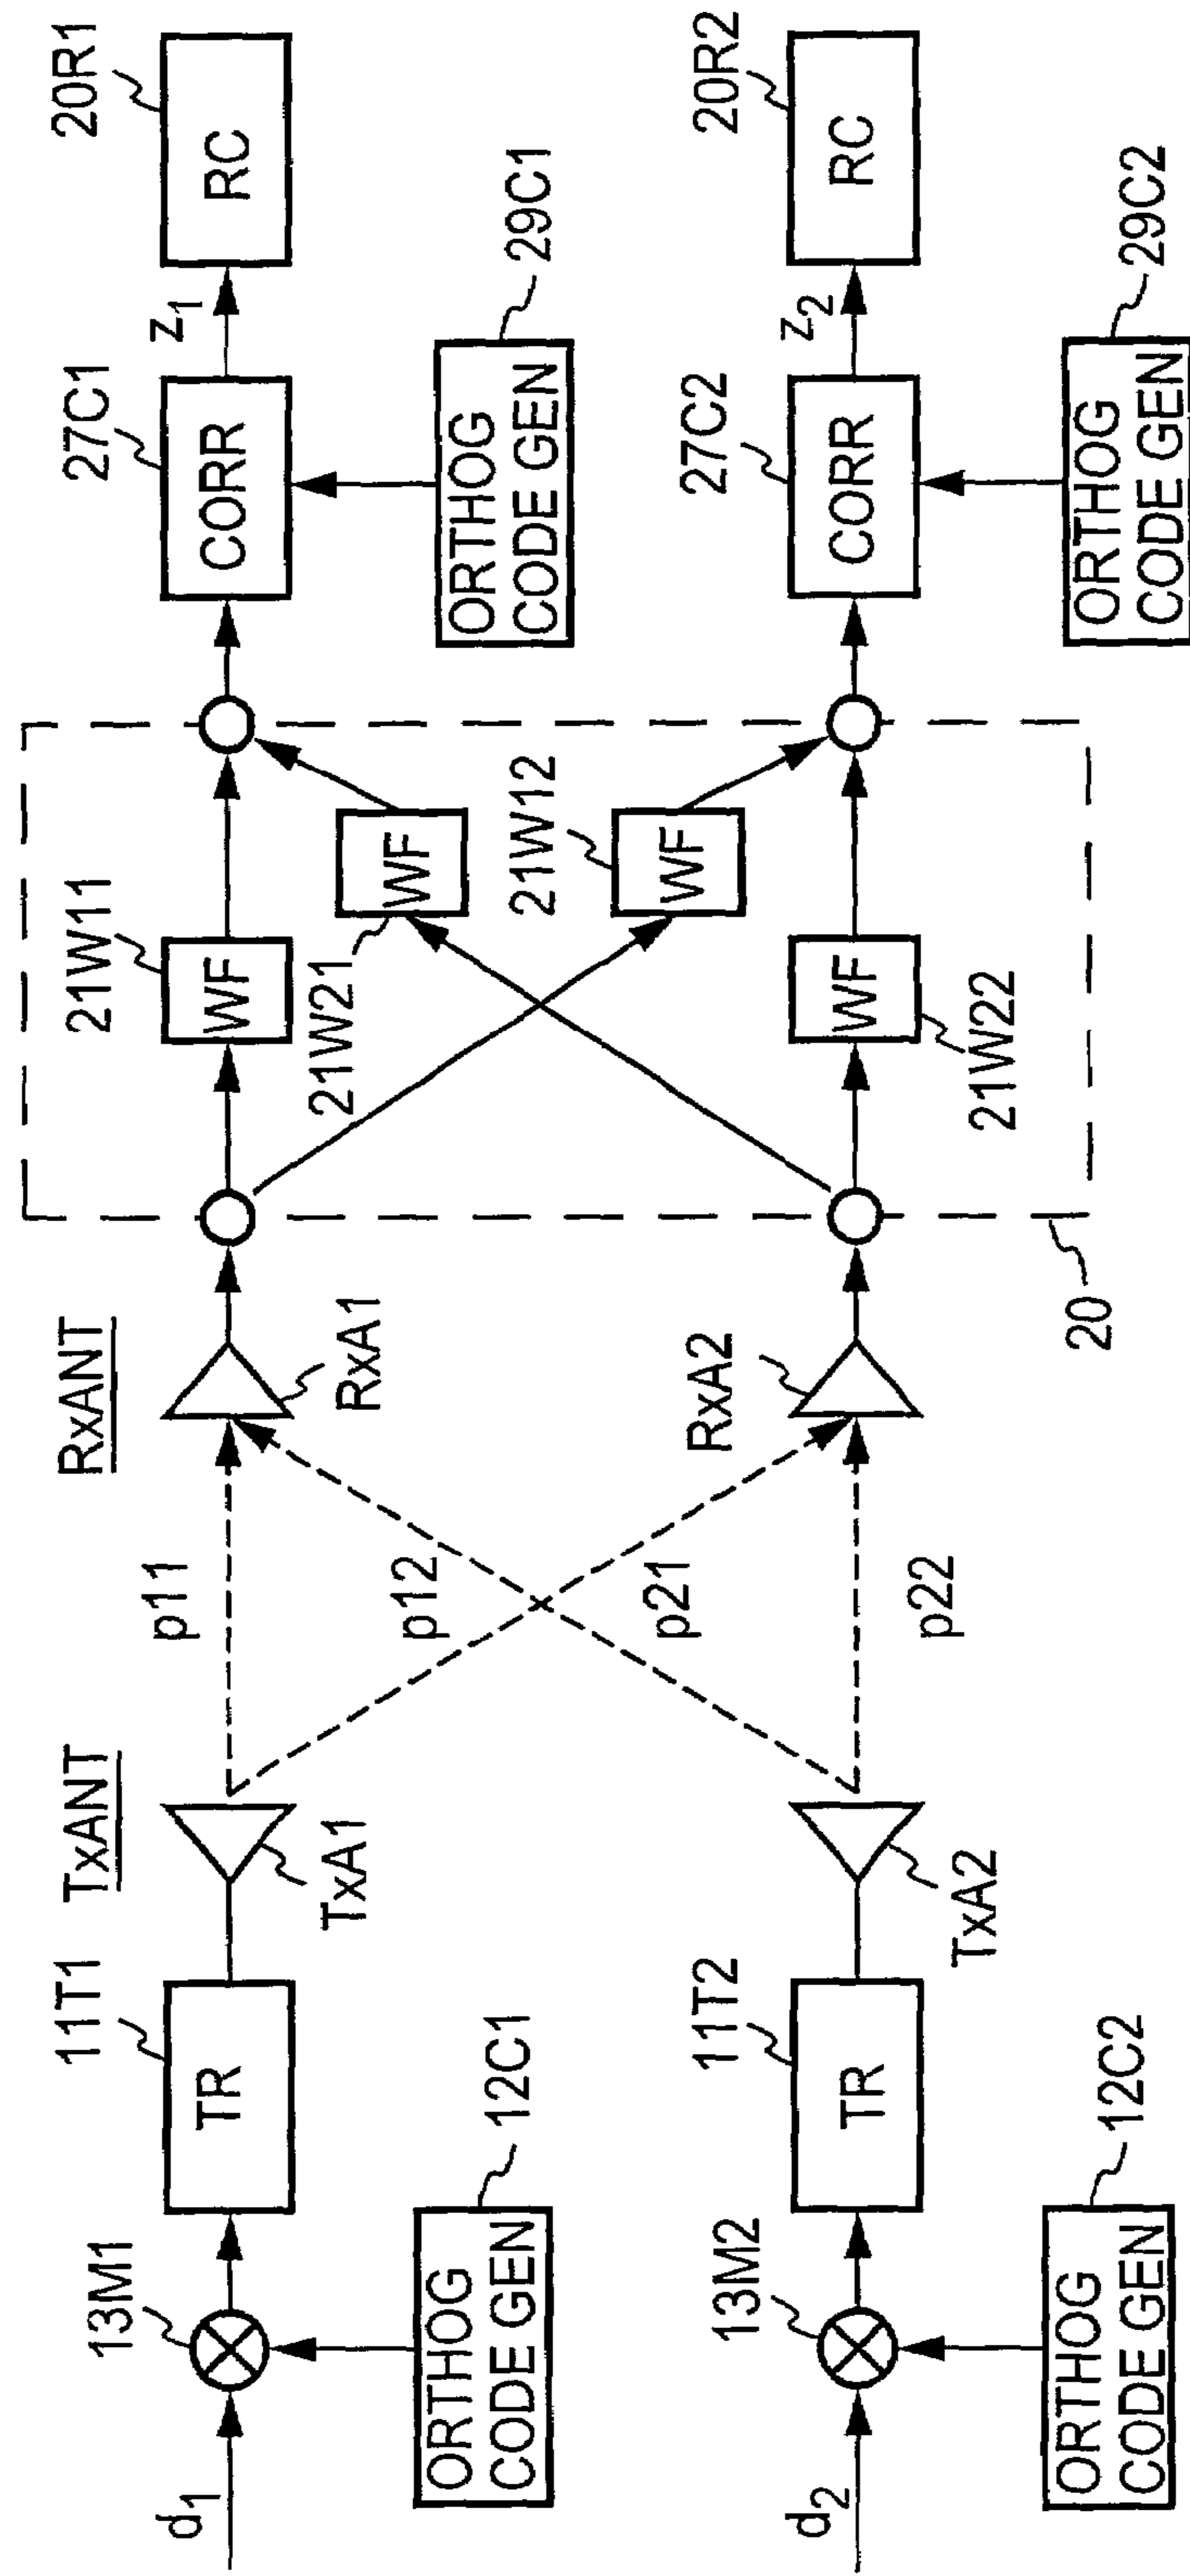 d1
13M1
ORTHOG
CODE GEN
12C1
11T1
TR
TxANT
TxA1
p11
p12
RxANT
RxA1
21W11
WF
21W21
WF
27C1
CORR
z1
ORTHOG
CODE GEN
29C1
20R1
RC
d2
13M2
ORTHOG
CODE GEN
12C2
11T2
TR
TxA2
p21
p22
RxA2
20
21W12
WF
WF
21W22
27C2
CORR
z2
ORTHOG
CODE GEN
29C2
20R2
RC